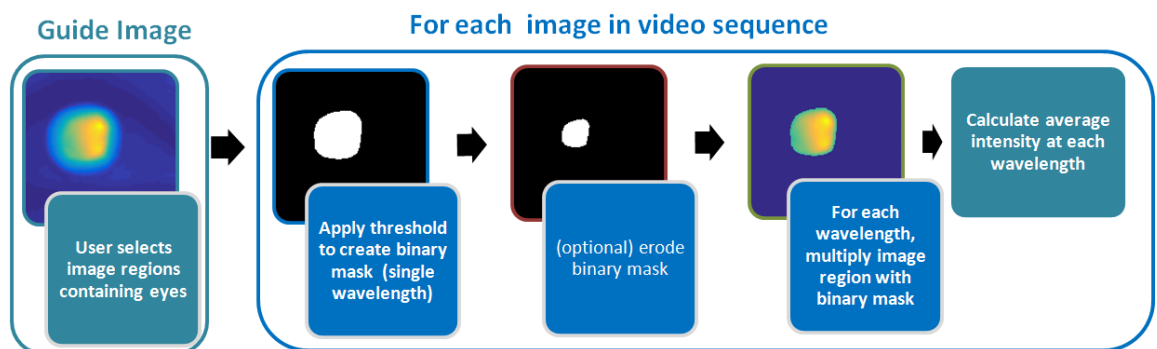 Guide Image
For each image in video sequence
User selects
image regions
containing eyes
Apply threshold
to create binary
mask (single
wavelength)
(optional) erode
binary mask
For each
wavelength,
multiply image
region with
binary mask
Calculate average
intensity at each
wavelength